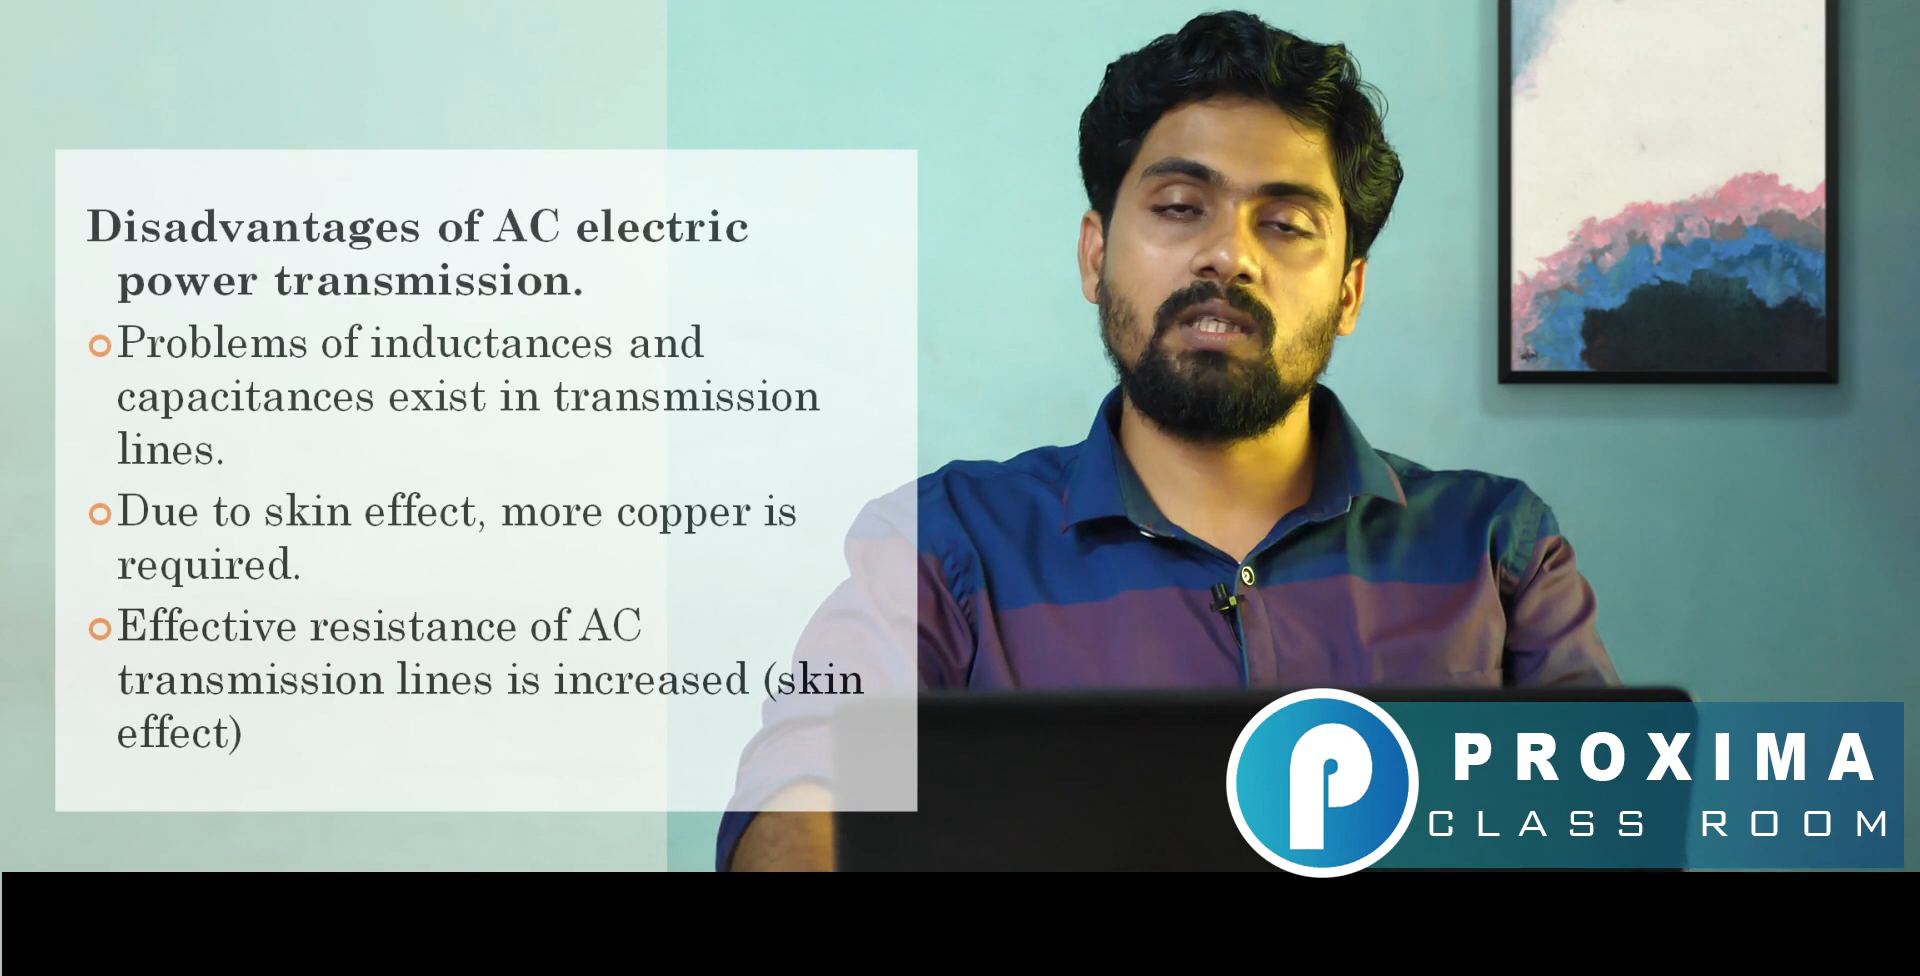 Disadvantages of AC electric
power transmission.
Problems of inductances and
capacitances exist in transmission
lines.
Due to skin effect, more copper is
required.
Effective resistance of AC
transmission lines is increased (skin
effect)
PROXIMA
CLASS ROOM